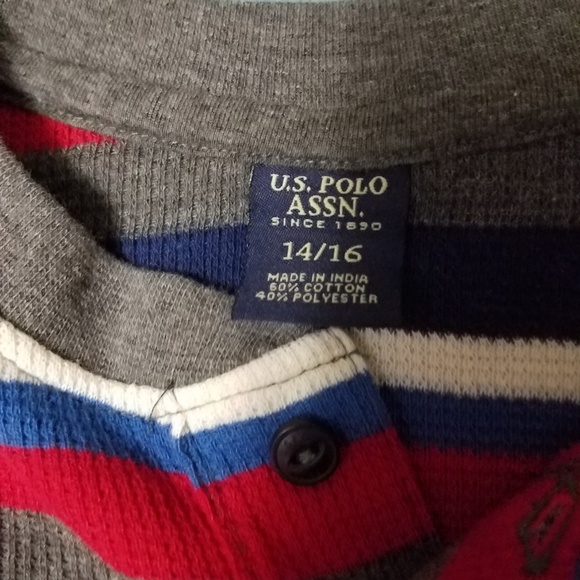 U.S. POLO
ASSN.
SINCE 1890
14/16
MADE IN INDIA
60% COTTON
40% POLYESTER